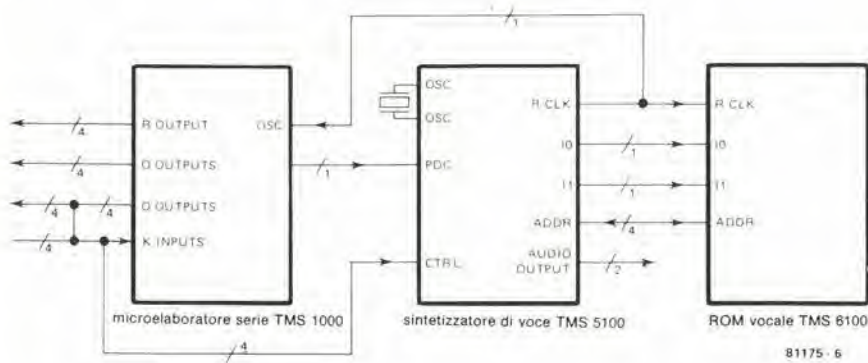 1
OSC
R CLK
R CLK
R OUTPUT
OSC
OSC
4
I0
1
I0
O OUTPUTS
4
1
PDC
I1
1
I1
O OUTPUTS
4
4
ADDR
4
ADDR
K INPUTS
4
CTRL
AUDIO
OUTPUT
2
microelaboratore serie TMS 1000
sintetizzatore di voce TMS 5100
ROM vocale TMS 6100
4
81175 - 6